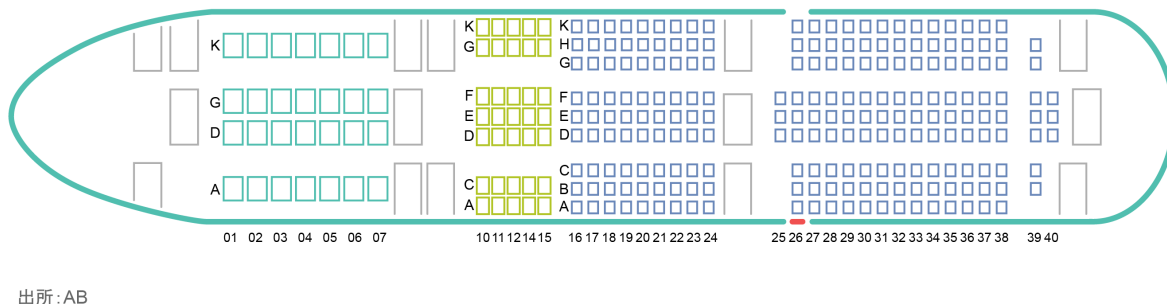 K K K
G H
G
G F F
D E E
D D
A C C
A B
A
01 02 03 04 05 06 07 10 11 12 14 15 16 17 18 19 20 21 22 23 24 25 26 27 28 29 30 31 32 33 34 35 36 37 38 39 40
出所:AB